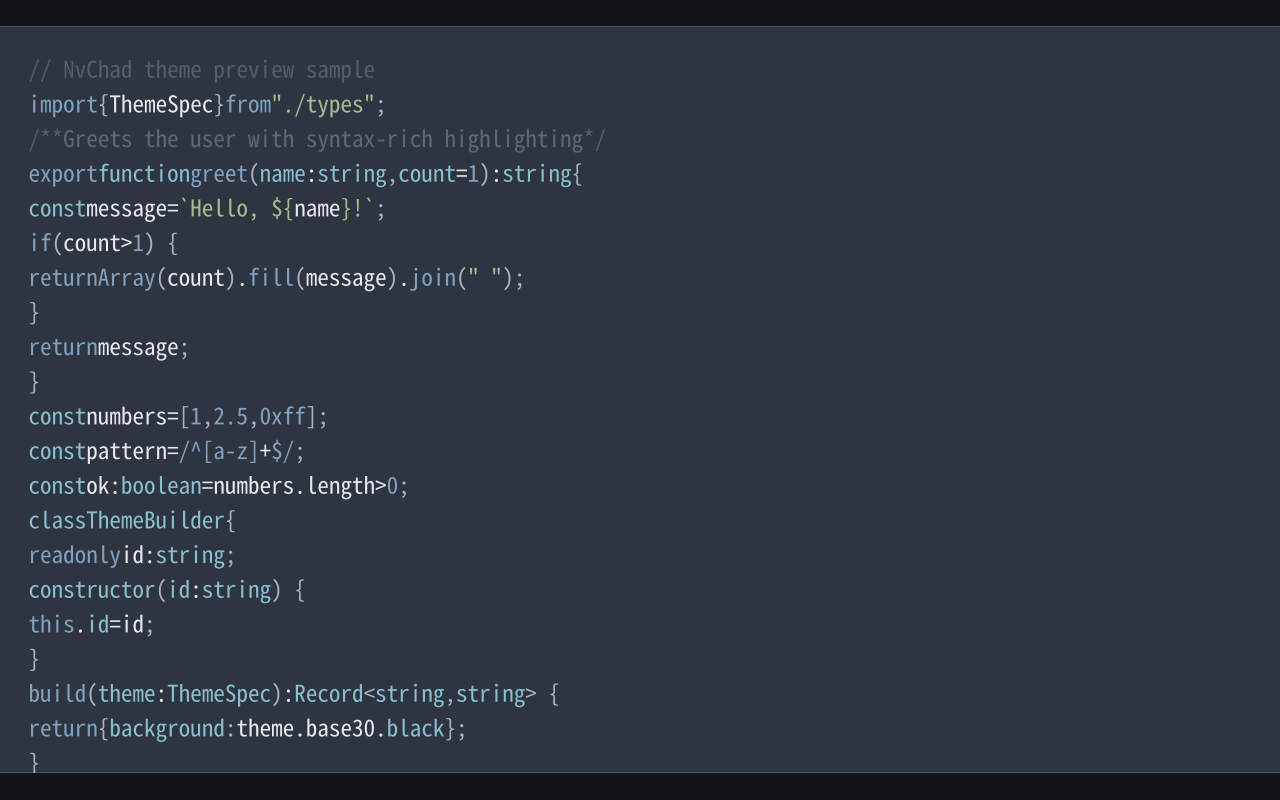 // NvChad theme preview sample
import{ThemeSpec}from"./types";
/**Greets the user with syntax-rich highlighting*/
exportfunctiongreet(name:string,count=1):string{
constmessage=`Hello, ${name}!`;
if(count>1) {
returnArray(count).fill(message).join(" ");
}
returnmessage;
}
constnumbers=[1,2.5,0xff];
constpattern=/^[a-z]+$/;
constok:boolean=numbers.length>0;
classThemeBuilder{
readonlyid:string;
constructor(id:string) {
this.id=id;
}
build(theme:ThemeSpec):Record<string,string> {
return{background:theme.base30.black};
}